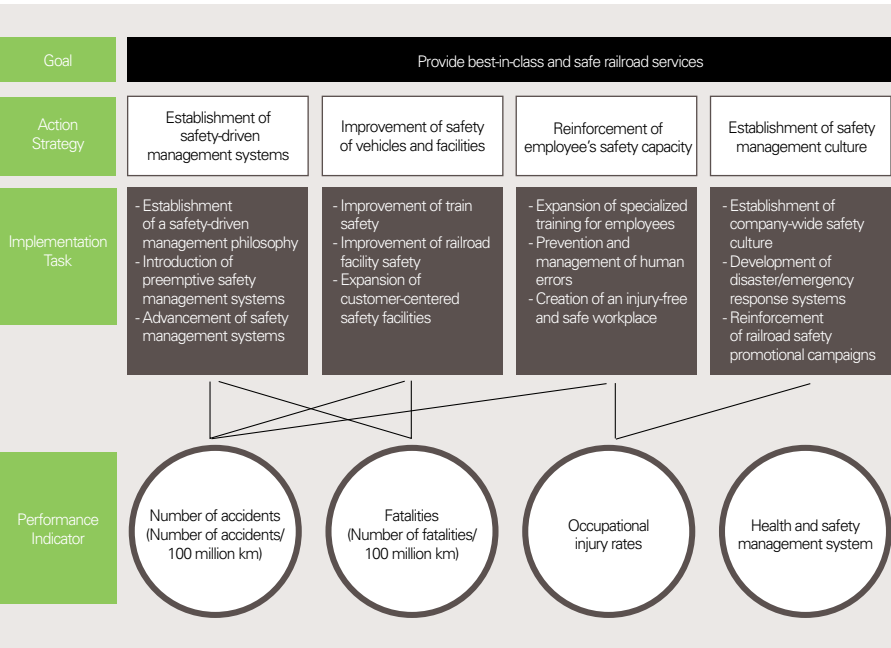 Goal
Provide best-in-class and safe railroad services
Action
Strategy
Establishment of
safety-driven
management systems
Improvement of safety
of vehicles and facilities
Reinforcement of
employee's safety capacity
Establishment of safety
management culture
Implementation
Task
- Establishment
of a safety-driven
management philosophy
- Introduction of
preemptive safety
management systems
- Advancement of safety
management systems
- Improvement of train
safety
- Improvement of railroad
facility safety
- Expansion of
customer-centered
safety facilities
- Expansion of specialized
training for employees
- Prevention and
management of human
errors
- Creation of an injury-free
and safe workplace
- Establishment of
company-wide safety
culture
- Development of
disaster/emergency
response systems
- Reinforcement
of railroad safety
promotional campaigns
Performance
Indicator
Number of accidents
(Number of accidents/
100 million km)
Fatalities
(Number of fatalities/
100 million km)
Occupational
injury rates
Health and safety
management system